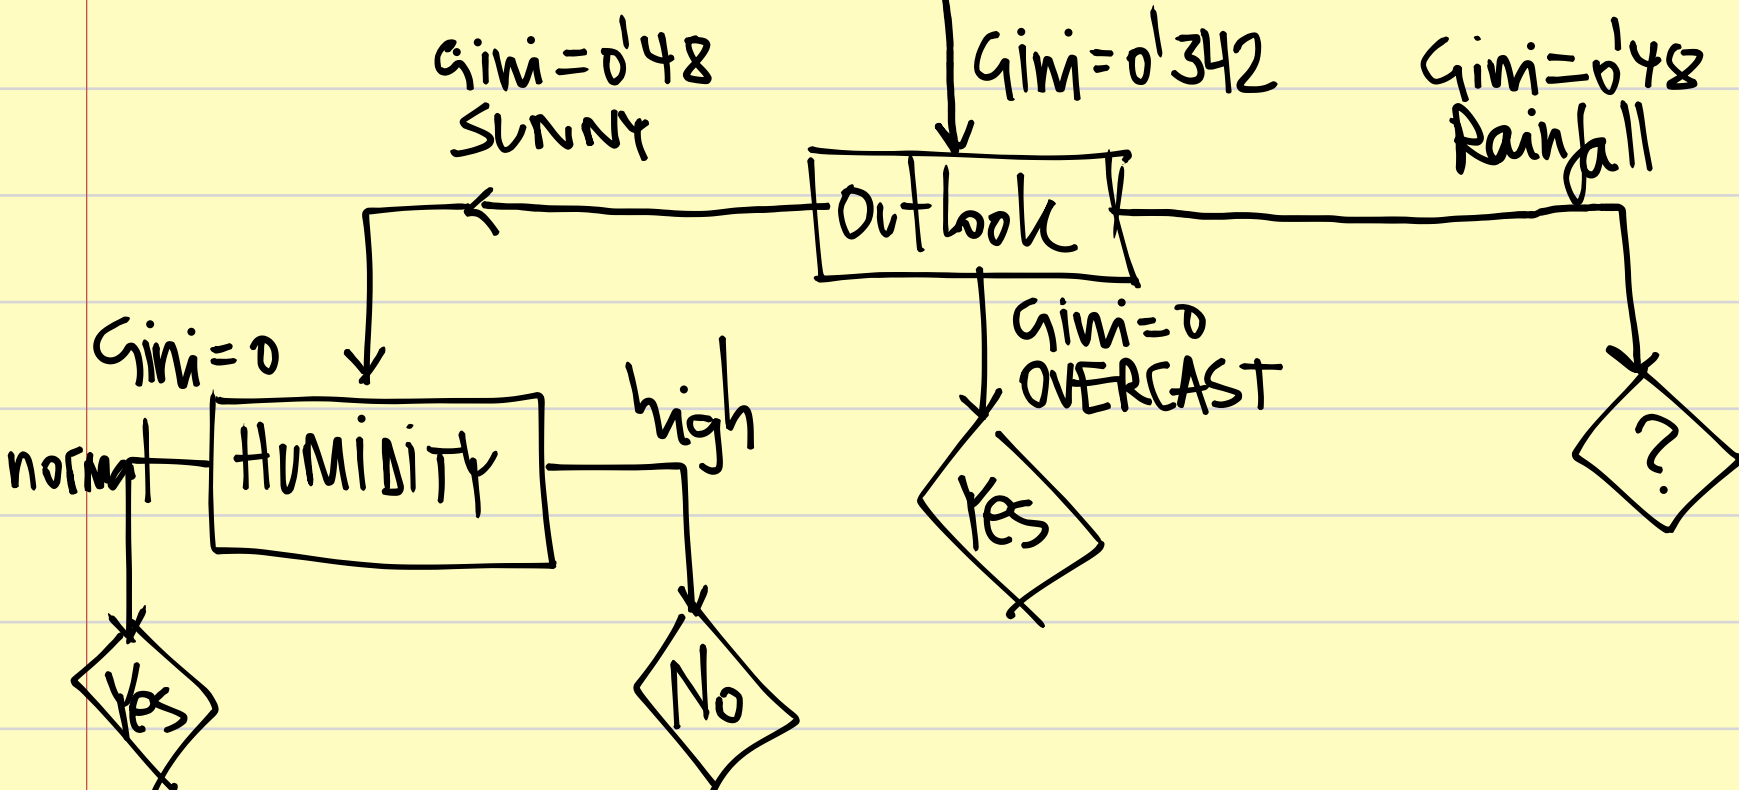 Gini = 0'48
SUNNY
Gini = 0'342
Gini = 0'48
Rainfall
Outlook
Gini = 0
OVERCAST
Gini = 0
normal
HUMIDITY
high
Yes
?
Yes
No